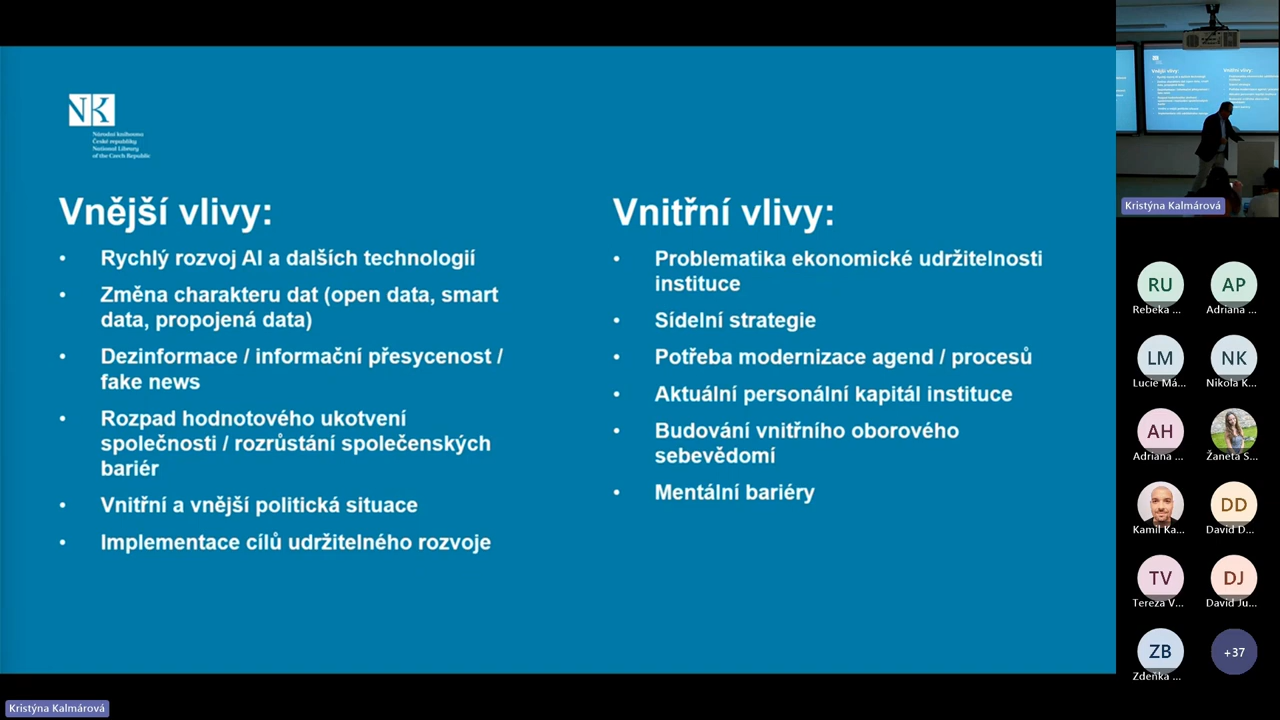 NK
Národní knihovna
České republiky
National Library
of the Czech Republic
Vnější vlivy:
• Rychlý rozvoj AI a dalších technologií
• Změna charakteru dat (open data, smart
data, propojená data)
• Dezinformace / informační přesycenost /
fake news
• Rozpad hodnotového ukotvení
společnosti / rozrůstání společenských
bariér
• Vnitřní a vnější politická situace
• Implementace cílů udržitelného rozvoje
Vnitřní vlivy:
• Problematika ekonomické udržitelnosti
instituce
• Sídelní strategie
• Potřeba modernizace agend / procesů
• Aktuální personální kapitál instituce
• Budování vnitřního oborového
sebevědomí
• Mentální bariéry
Vnější vlivy
Vnitřní vlivy
Kristýna Kalmárová
RU AP
Rebeka ... Adriana ...
LM NK
Lucie Má... Nikola K...
AH
Adriana ... Žaneta S...
DD
Kamil Ka... David D...
TV DJ
Tereza V... David Ju...
ZB +37
Zdeňka ...
Kristýna Kalmárová